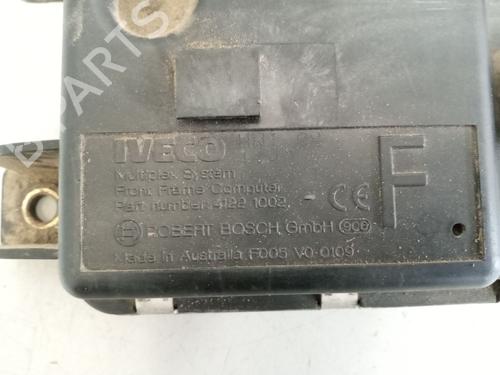 B-PARTS
IVECO
Multiplex System
Front Frame Computer
Part number 4122 1002 - CE
F
ROBERT BOSCH GmbH
Made in Australia F005 V0-0109